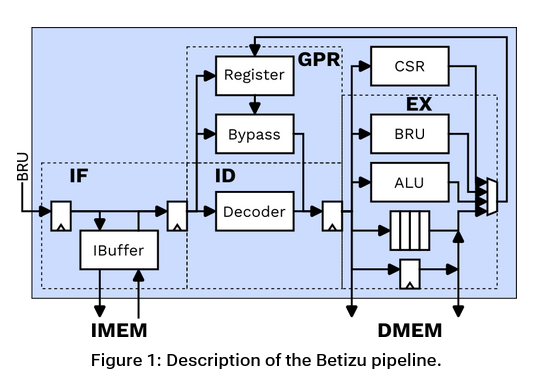 GPR
Register
CSR
EX
Bypass
BRU
BRU
IF
ID
ALU
Decoder
IBuffer
IMEM
DMEM
Figure 1: Description of the Betizu pipeline.